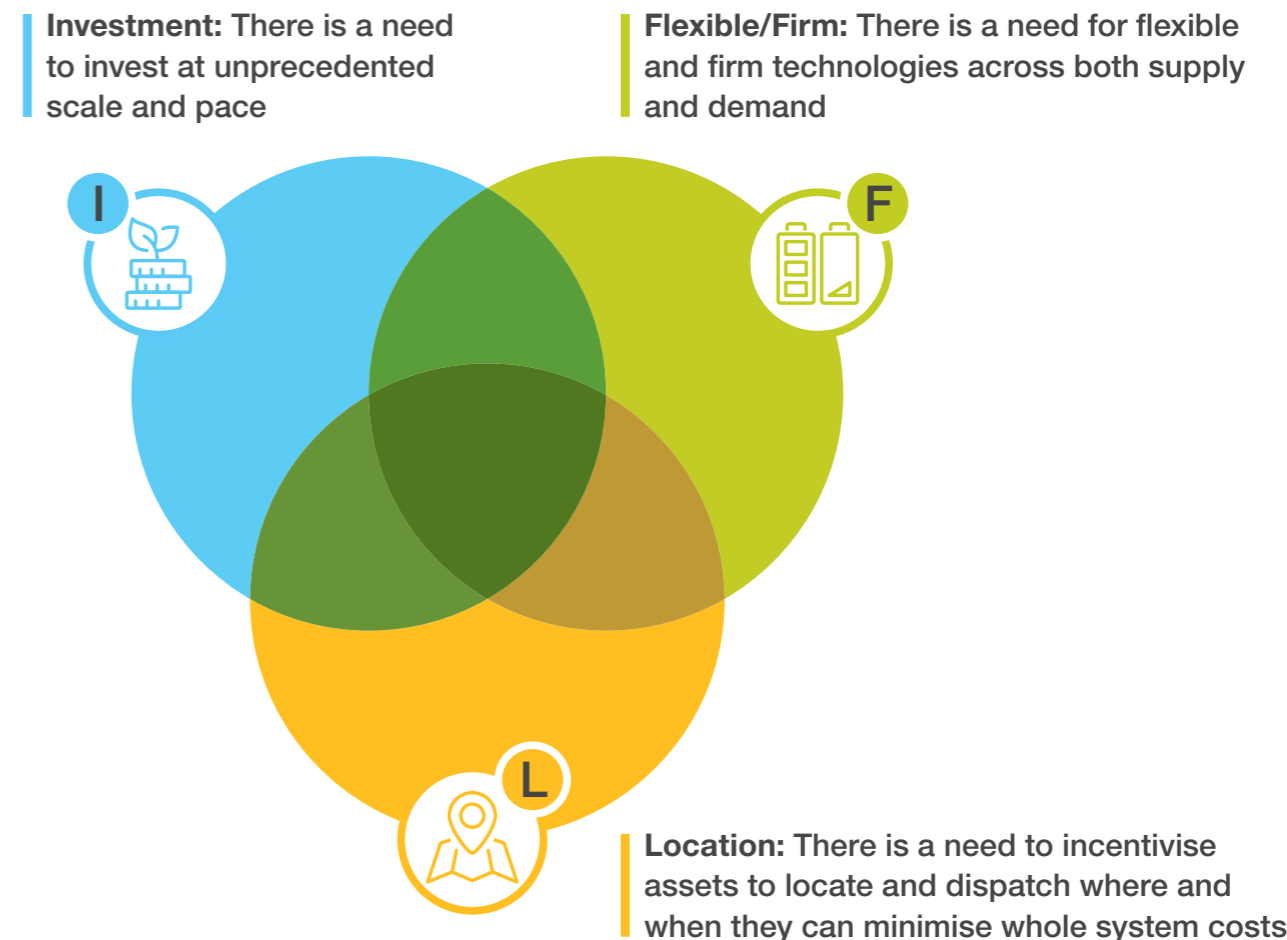 Investment: There is a need
to invest at unprecedented
scale and pace
Flexible/Firm: There is a need for flexible
and firm technologies across both supply
and demand
I
F
L
Location: There is a need to incentivise
assets to locate and dispatch where and
when they can minimise whole system costs